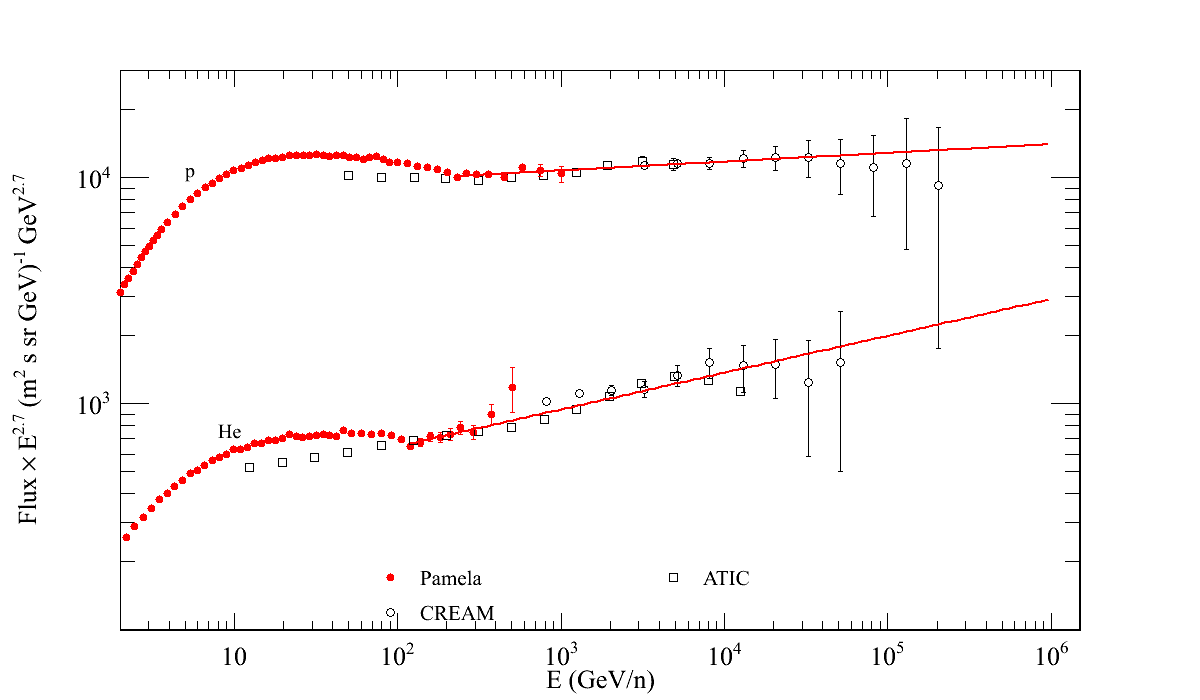 Flux × E^2.7 (m^2 s sr GeV)^-1 GeV^2.7
10^4
10^3
p
He
Pamela
ATIC
CREAM
10 10^2 10^3 10^4 10^5 10^6
E (GeV/n)